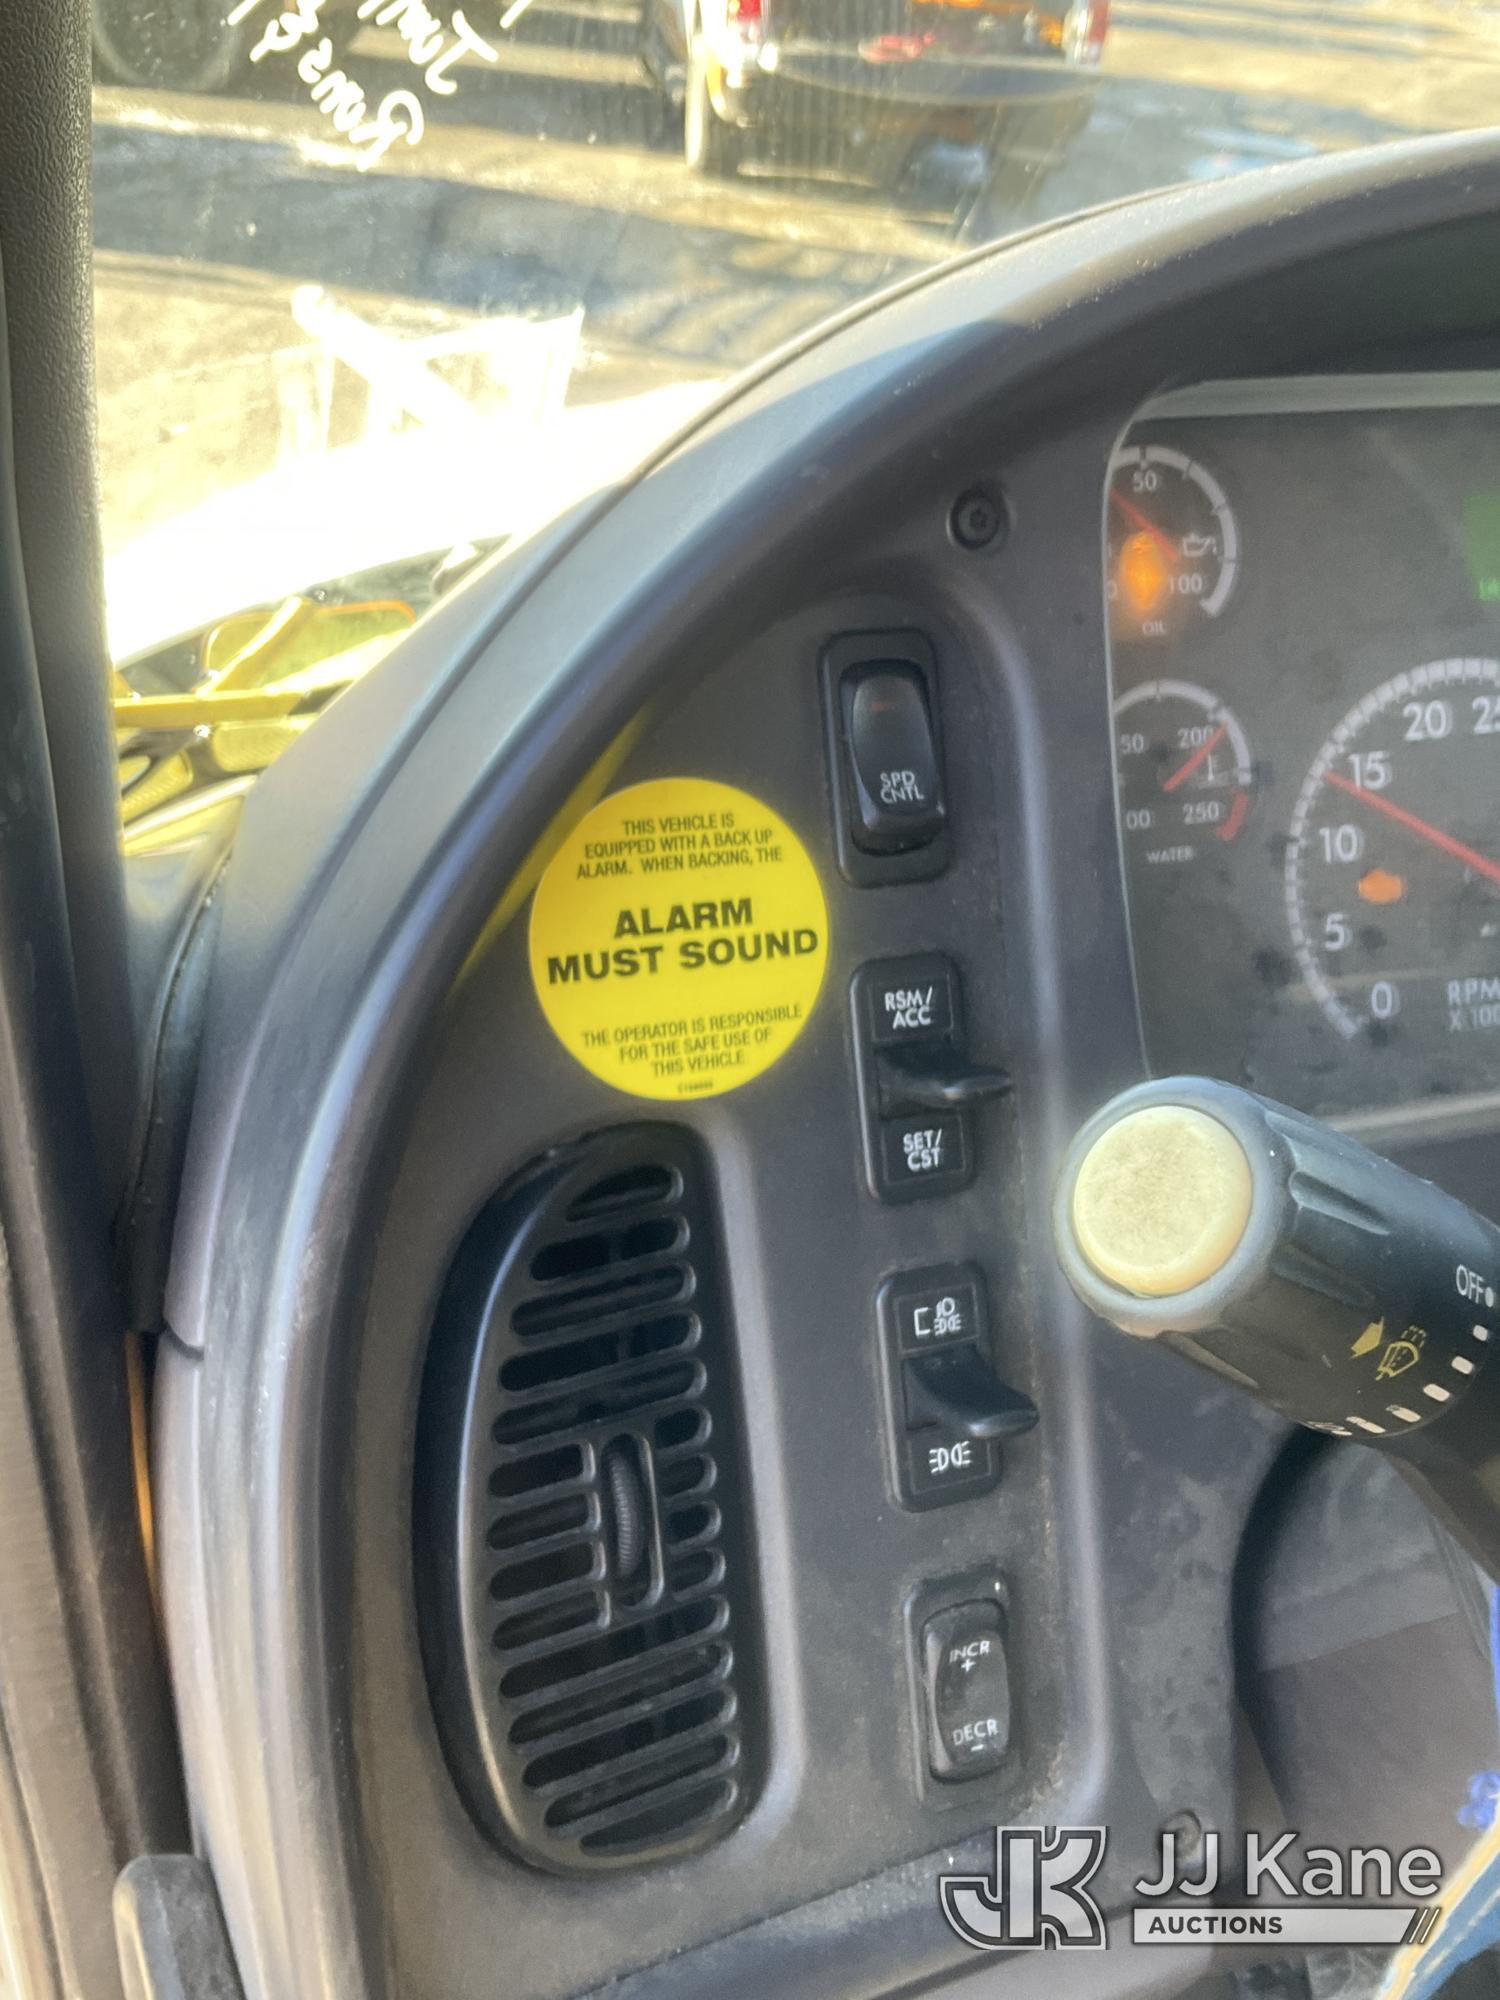 50
100
OIL
200
250
WATER
20
15
10
5
0
RPM
SPD
CNTL
THIS VEHICLE IS
EQUIPPED WITH A BACK UP
ALARM. WHEN BACKING, THE
ALARM
MUST SOUND
THE OPERATOR IS RESPONSIBLE
FOR THE SAFE USE OF
THIS VEHICLE
RSM/
ACC
SET/
CST
OFF
INCR
+
DECR
-
JJ Kane
AUCTIONS